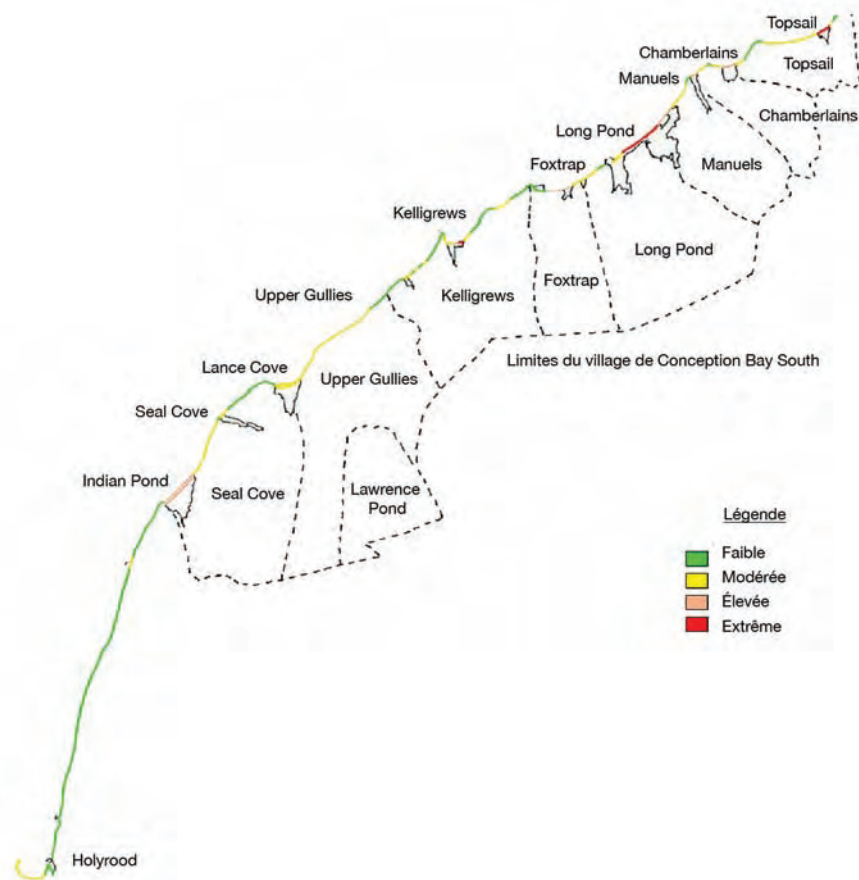 Topsail
Topsail
Chamberlains
Chamberlains
Manuels
Manuels
Long Pond
Long Pond
Foxtrap
Foxtrap
Kelligrews
Kelligrews
Upper Gullies
Upper Gullies
Limites du village de Conception Bay South
Lance Cove
Seal Cove
Seal Cove
Indian Pond
Lawrence
Pond
Légende
Faible
Modérée
Élevée
Extrême
Holyrood